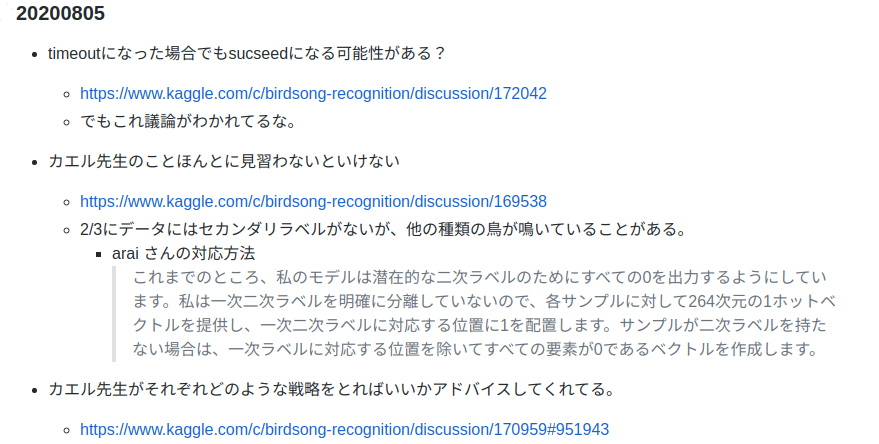 20200805
timeoutになった場合でもsucseedになる可能性がある？
https://www.kaggle.com/c/birdsong-recognition/discussion/172042
でもこれ議論がわかれてるな。
カエル先生のことほんとに見習わないといけない
https://www.kaggle.com/c/birdsong-recognition/discussion/169538
2/3にデータにはセカンダリラベルがないが、他の種類の鳥が鳴いていることがある。
arai さんの対応方法
これまでのところ、私のモデルは潜在的な二次ラベルのためにすべての0を出力するようにしてい
ます。私は一次二次ラベルを明確に分離していないので、各サンプルに対して264次元の1ホットベ
クトルを提供し、一次二次ラベルに対応する位置に1を配置します。サンプルが二次ラベルを持た
ない場合は、一次ラベルに対応する位置を除いてすべての要素が0であるベクトルを作成します。
カエル先生がそれぞれどのような戦略をとればいいかアドバイスしてくれてる。
https://www.kaggle.com/c/birdsong-recognition/discussion/170959#951943